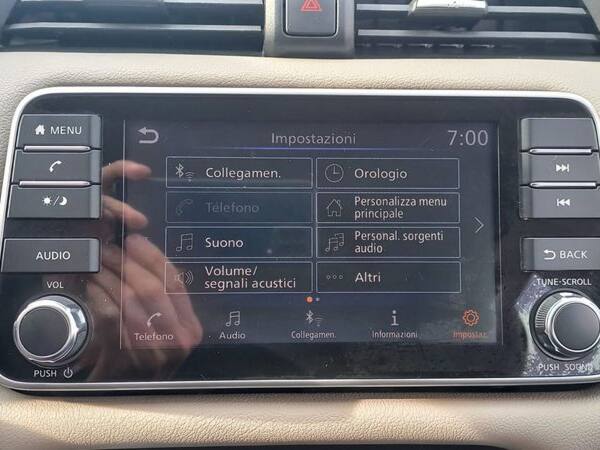 MENU
Impostazioni
7:00
Collegamen.
Orologio
Telefono
Personalizza menu
principale
Suono
Personal. sorgenti
audio
Volume/
segnali acustici
Altri
AUDIO
BACK
VOL
TUNE·SCROLL
Telefono
Audio
Collegamen.
Informazioni
Impostaz.
PUSH
PUSH SOUND